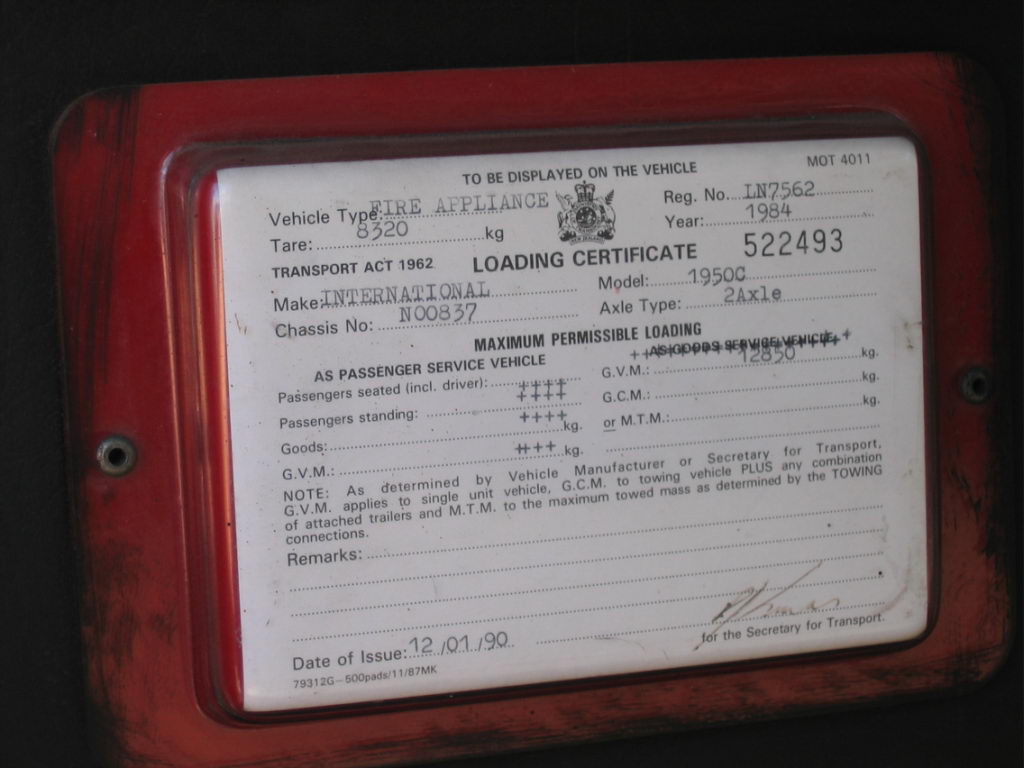 TO BE DISPLAYED ON THE VEHICLE
MOT 4011
Vehicle Type: FIRE APPLIANCE
Reg. No. LN7562
Tare: 8320 kg
Year: 1984
NEW ZEALAND
TRANSPORT ACT 1962
LOADING CERTIFICATE
522493
Make: INTERNATIONAL
Model: 1950C
Chassis No: N00837
Axle Type: 2Axle
MAXIMUM PERMISSIBLE LOADING
AS PASSENGER SERVICE VEHICLE
AS GOODS SERVICE VEHICLE
Passengers seated (incl. driver): ++++
G.V.M.: 12850 kg.
Passengers standing: ++++
G.C.M.: kg.
Goods: ++++ kg.
or M.T.M.: kg.
G.V.M.: ++++ kg.
NOTE: As determined by Vehicle Manufacturer or Secretary for Transport,
G.V.M. applies to single unit vehicle, G.C.M. to towing vehicle PLUS any combination
of attached trailers and M.T.M. to the maximum towed mass as determined by the TOWING
connections.
Remarks:
Date of Issue: 12/01/90
for the Secretary for Transport.
79312G–500pads/11/87MK